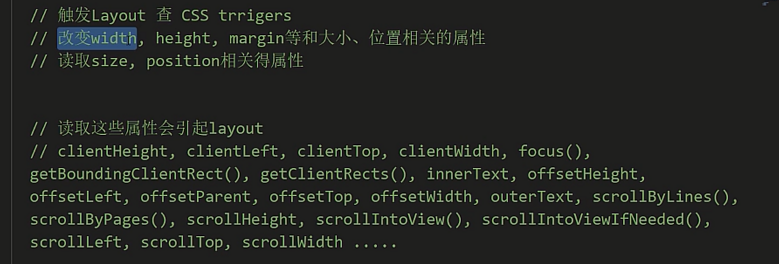 // 触发Layout 查 CSS trrigers
// 改变width, height, margin等和大小、位置相关的属性
// 读取size, position相关得属性
// 读取这些属性会引起layout
// clientHeight, clientLeft, clientTop, clientWidth, focus(),
getBoundingClientRect(), getClientRects(), innerText, offsetHeight,
offsetLeft, offsetParent, offsetTop, offsetWidth, outerText, scrollByLines(),
scrollByPages(), scrollHeight, scrollIntoView(), scrollIntoViewIfNeeded(),
scrollLeft, scrollTop, scrollWidth .....